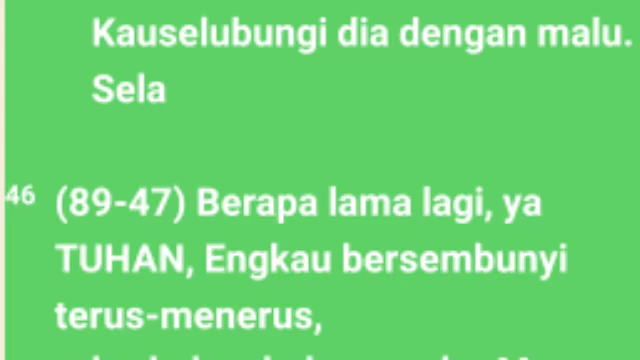 Kauselubungi dia dengan malu.
Sela
46 (89-47) Berapa lama lagi, ya
TUHAN, Engkau bersembunyi
terus-menerus,